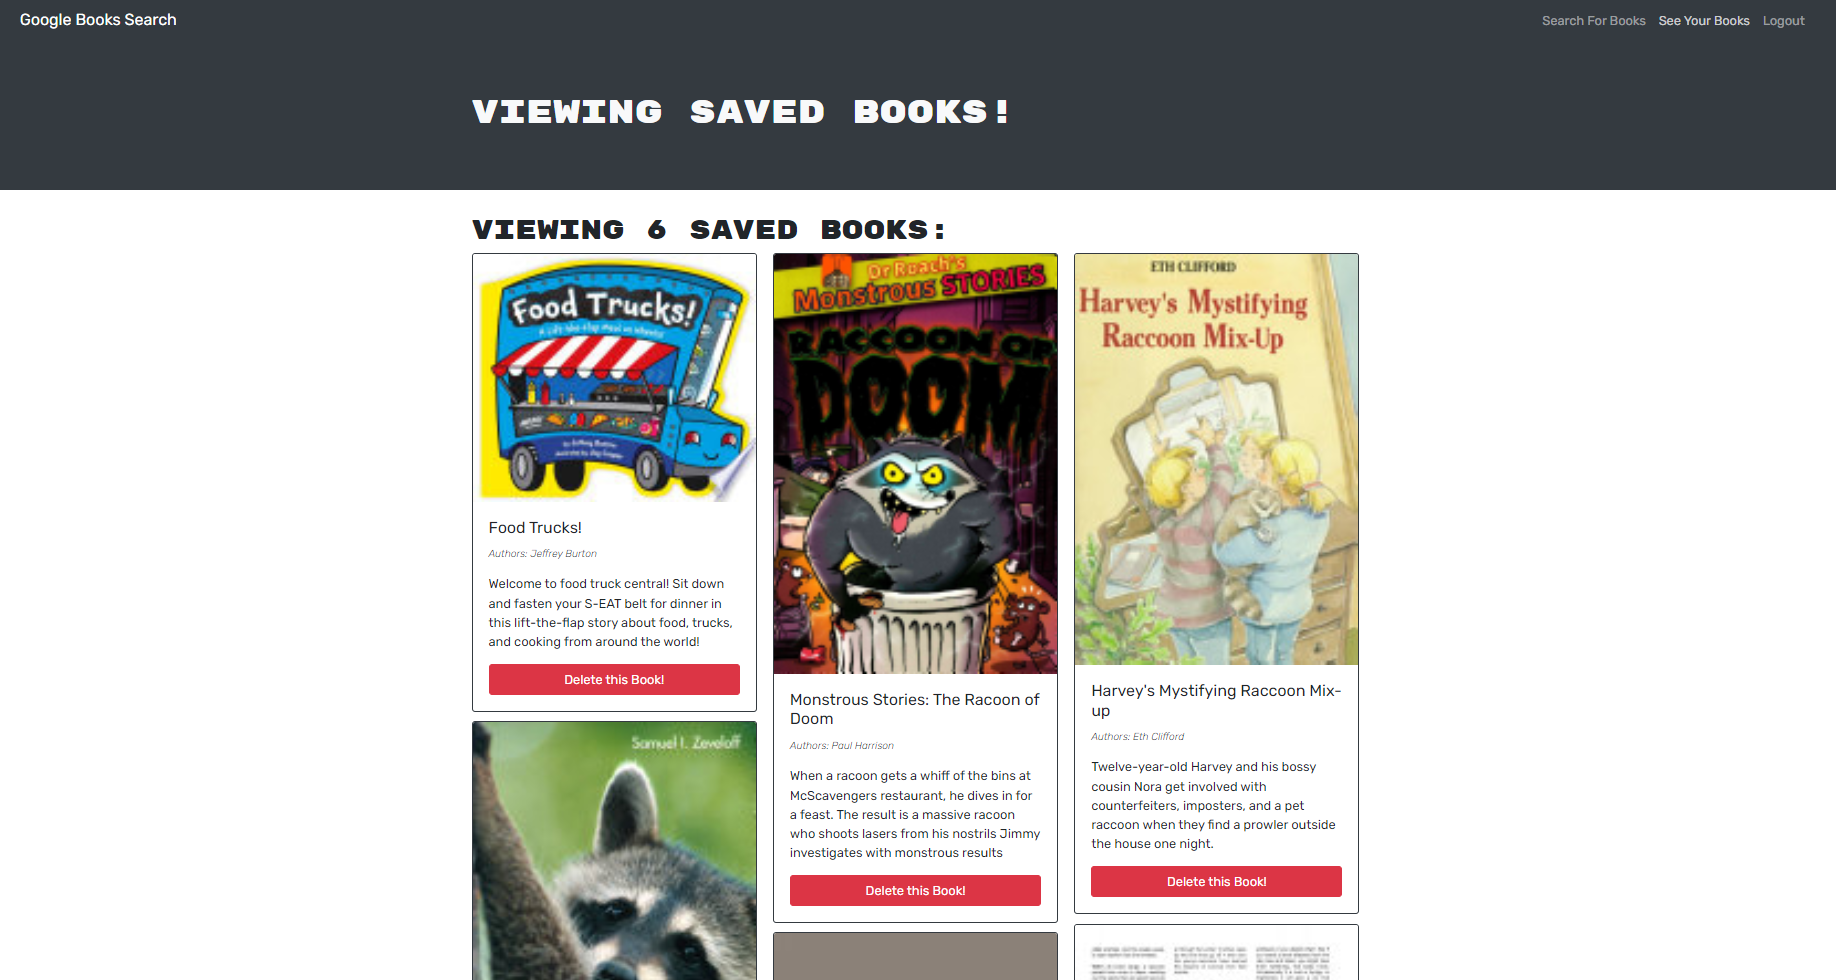 Google Books Search
Search For Books
See Your Books
Logout
VIEWING SAVED BOOKS!
VIEWING 6 SAVED BOOKS:
Food Trucks!
A Lift-the-Flap Meal on Wheels!
by Jeffrey Burton
Food Trucks!
Authors: Jeffrey Burton
Welcome to food truck central! Sit down
and fasten your S-EAT belt for dinner in
this lift-the-flap story about food, trucks,
and cooking from around the world!
Delete this Book!
Samuel I. Zeveloff
Dr Roach's
Monstrous STORIES
RACCOON OF
DOOM
Monstrous Stories: The Racoon of
Doom
Authors: Paul Harrison
When a racoon gets a whiff of the bins at
McScavengers restaurant, he dives in for
a feast. The result is a massive racoon
who shoots lasers from his nostrils Jimmy
investigates with monstrous results
Delete this Book!
ETH CLIFFORD
Harvey's Mystifying
Raccoon Mix-Up
Harvey's Mystifying Raccoon Mix-
up
Authors: Eth Clifford
Twelve-year-old Harvey and his bossy
cousin Nora get involved with
counterfeiters, imposters, and a pet
raccoon when they find a prowler outside
the house one night.
Delete this Book!